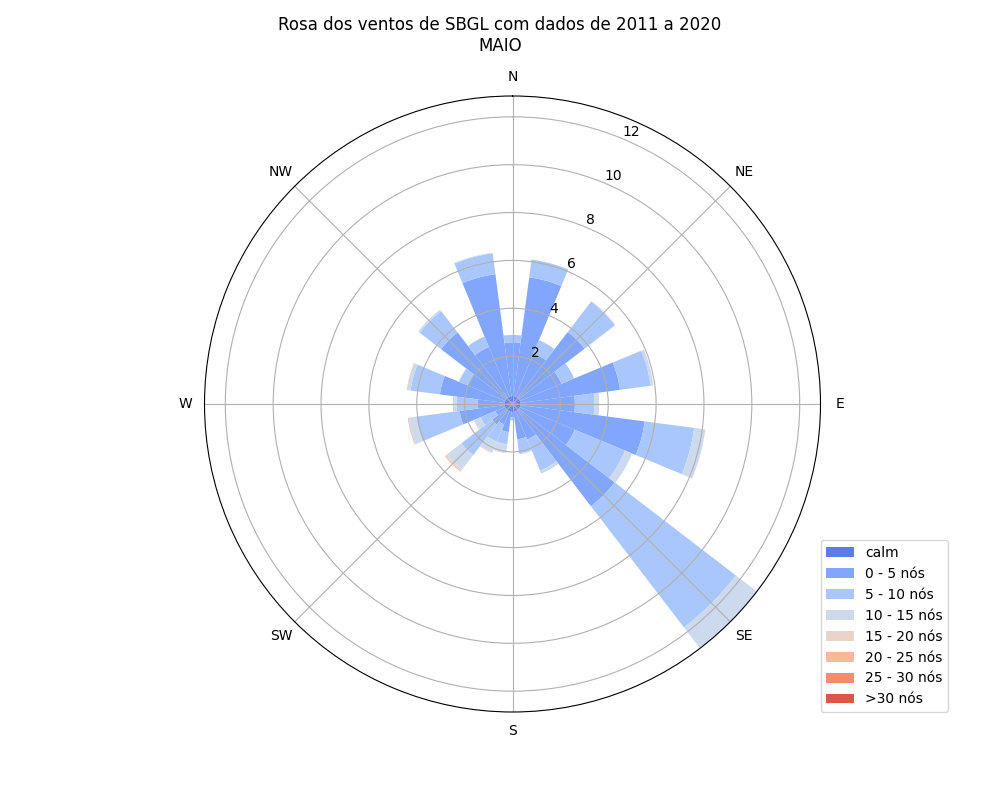 Rosa dos ventos de SBGL com dados de 2011 a 2020
MAIO
N
NW
NE
12
10
8
6
4
2
W
E
SW
SE
S
calm
0 - 5 nós
5 - 10 nós
10 - 15 nós
15 - 20 nós
20 - 25 nós
25 - 30 nós
>30 nós